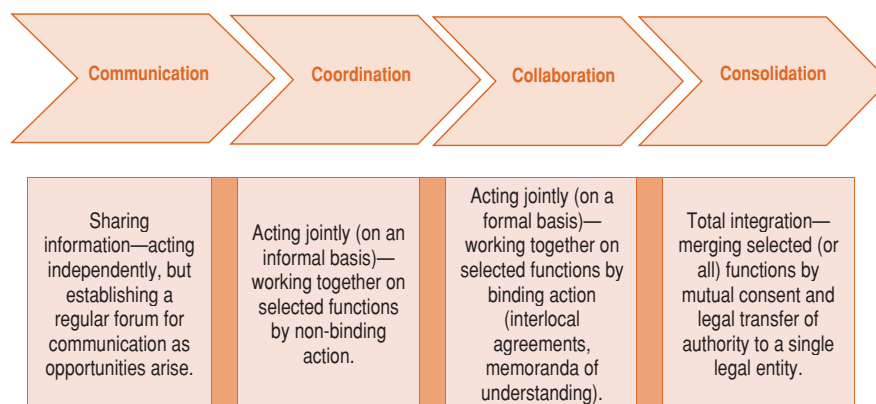 Communication
Coordination
Collaboration
Consolidation
Sharing
information—acting
independently, but
establishing a
regular forum for
communication as
opportunities arise.
Acting jointly (on an
informal basis)—
working together on
selected functions
by non-binding
action.
Acting jointly (on a
formal basis)—
working together on
selected functions by
binding action
(interlocal
agreements,
memoranda of
understanding).
Total integration—
merging selected (or
all) functions by
mutual consent and
legal transfer of
authority to a single
legal entity.